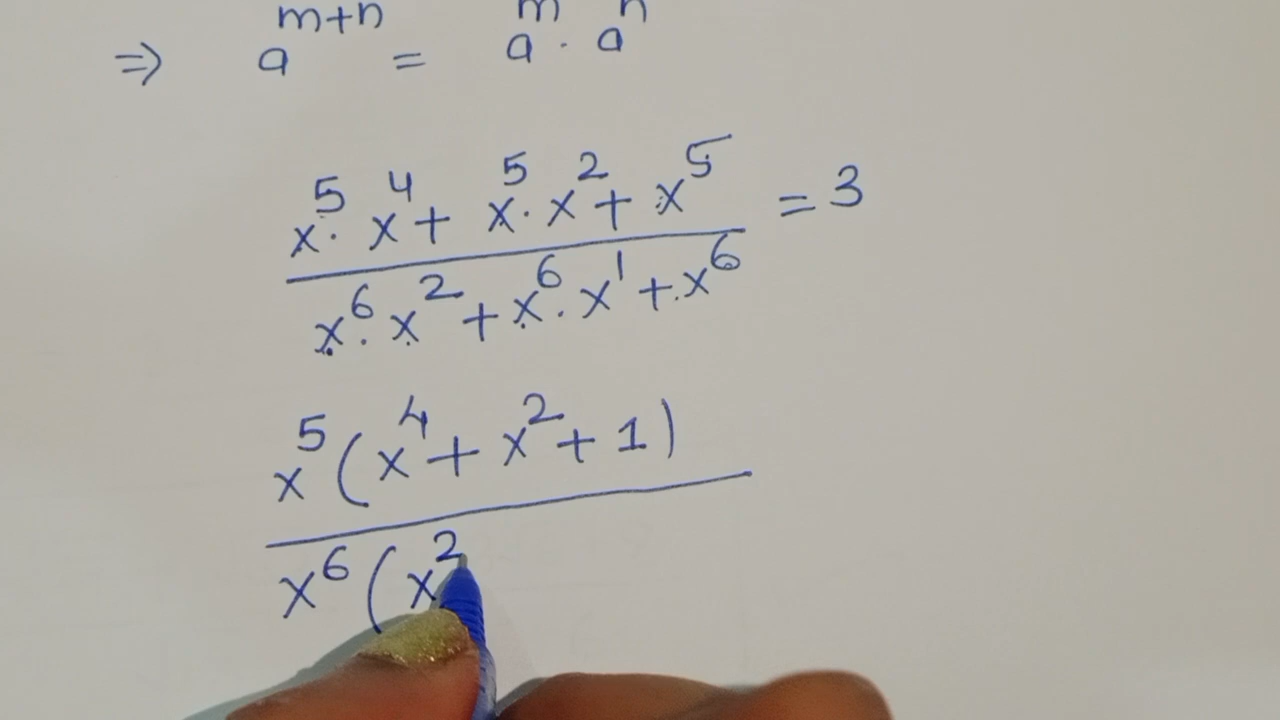 ⇒ a^{m+n} = a^m · a^n
x^5 · x^4 + x^5 · x^2 + x^5 = 3
x^6 · x^2 + x^6 · x^1 + x^6
x^5 (x^4 + x^2 + 1)
x^6 (x^2